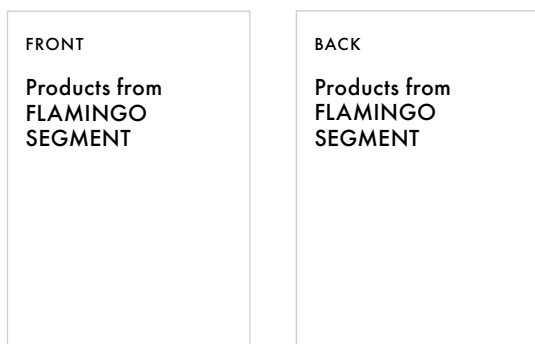 FRONT
Products from
FLAMINGO
SEGMENT
BACK
Products from
FLAMINGO
SEGMENT